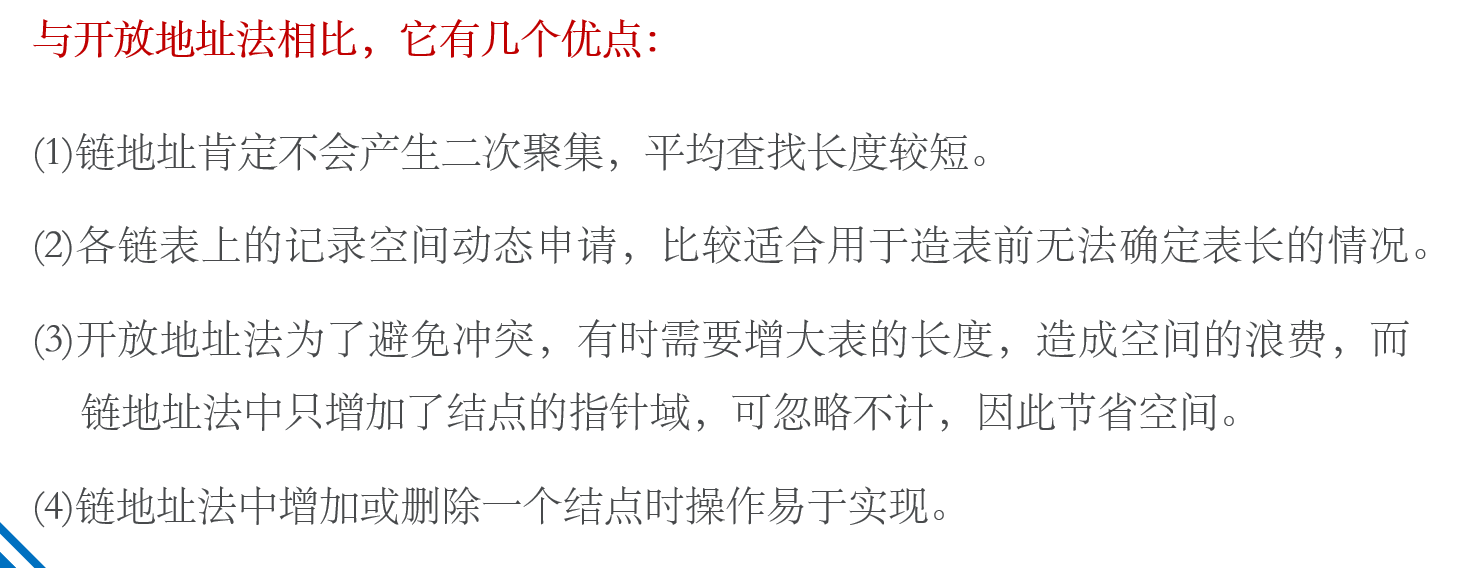 与开放地址法相比，它有几个优点：
(1)链地址肯定不会产生二次聚集，平均查找长度较短。
(2)各链表上的记录空间动态申请，比较适合用于造表前无法确定表长的情况。
(3)开放地址法为了避免冲突，有时需要增大表的长度，造成空间的浪费，而
链地址法中只增加了结点的指针域，可忽略不计，因此节省空间。
(4)链地址法中增加或删除一个结点时操作易于实现。